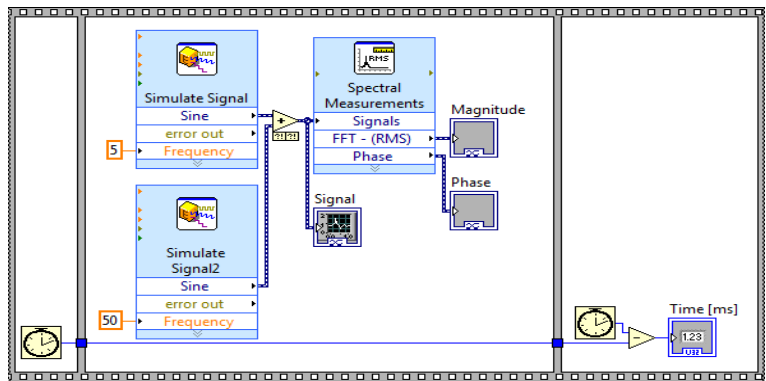 Simulate Signal
Sine
error out
Frequency
5
Simulate
Signal2
Sine
error out
Frequency
50
?! ?!
RMS
Spectral
Measurements
Signals
FFT - (RMS)
Phase
Magnitude
Phase
Signal
Time [ms]
1.23
U32